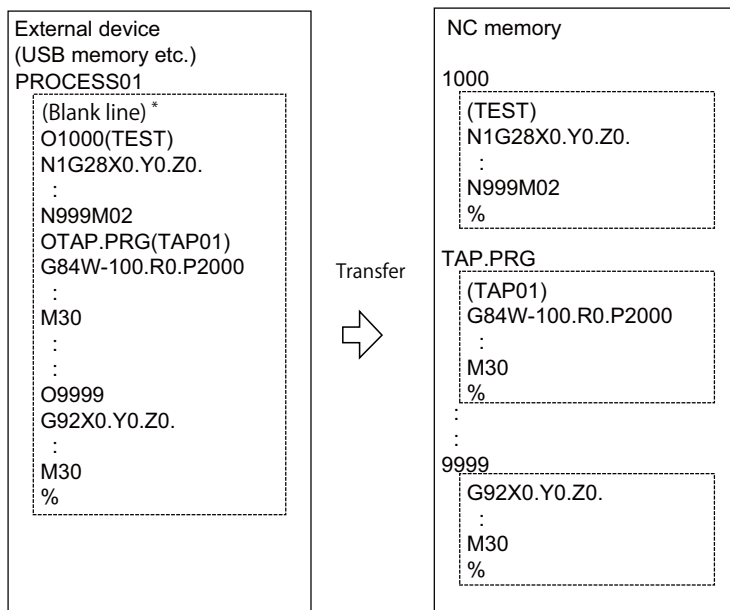 External device
(USB memory etc.)
PROCESS01
(Blank line) *
O1000(TEST)
N1G28X0.Y0.Z0.
:
N999M02
OTAP.PRG(TAP01)
G84W-100.R0.P2000
:
M30
:
:
O9999
G92X0.Y0.Z0.
:
M30
%
Transfer
NC memory
1000
(TEST)
N1G28X0.Y0.Z0.
:
N999M02
%
TAP.PRG
(TAP01)
G84W-100.R0.P2000
:
M30
%
:
:
9999
G92X0.Y0.Z0.
:
M30
%